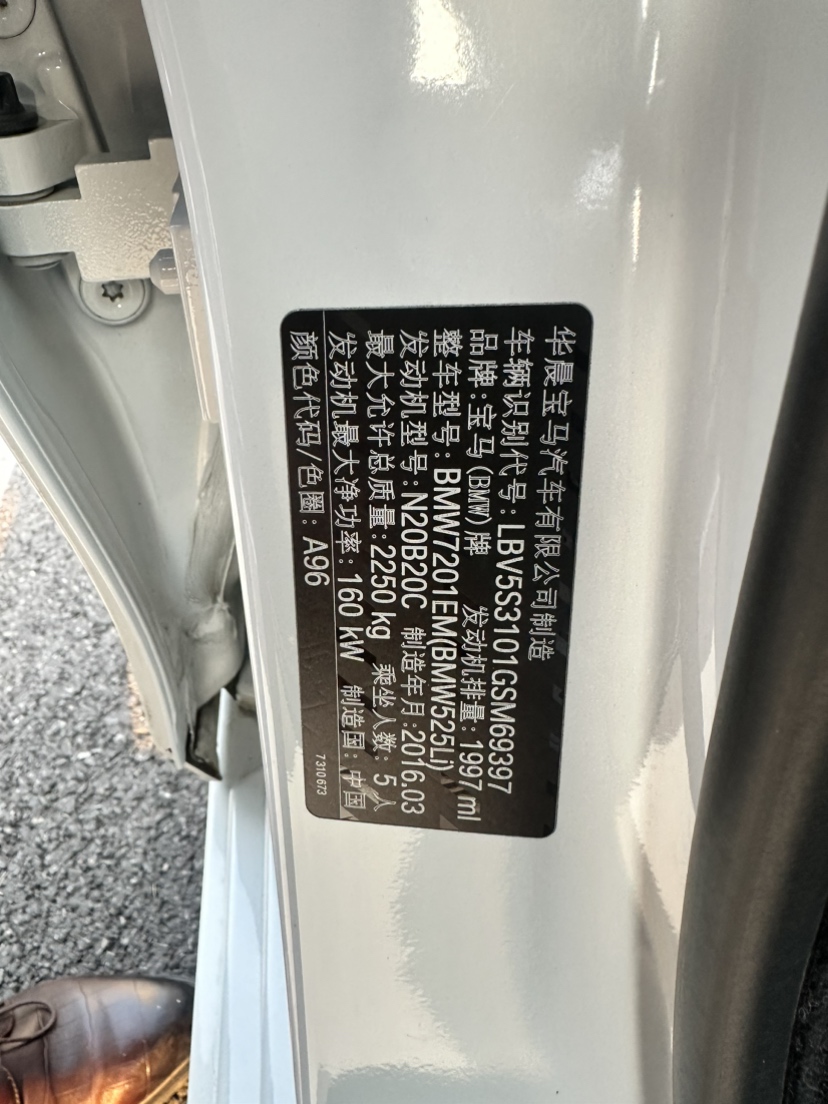 华晨宝马汽车有限公司制造
车辆识别代号:LBV5S3101GSM69397
品牌:宝马(BMW)牌 发动机排量:1997ml
整车型号:BMW7201EM(BMW525Li)
发动机型号:N20B20C 制造年月:2016.03
最大允许总质量:2250 kg 乘坐人数:5人
发动机最大净功率:160 kW 制造国:中国
颜色代码/色圈:A96
7310673